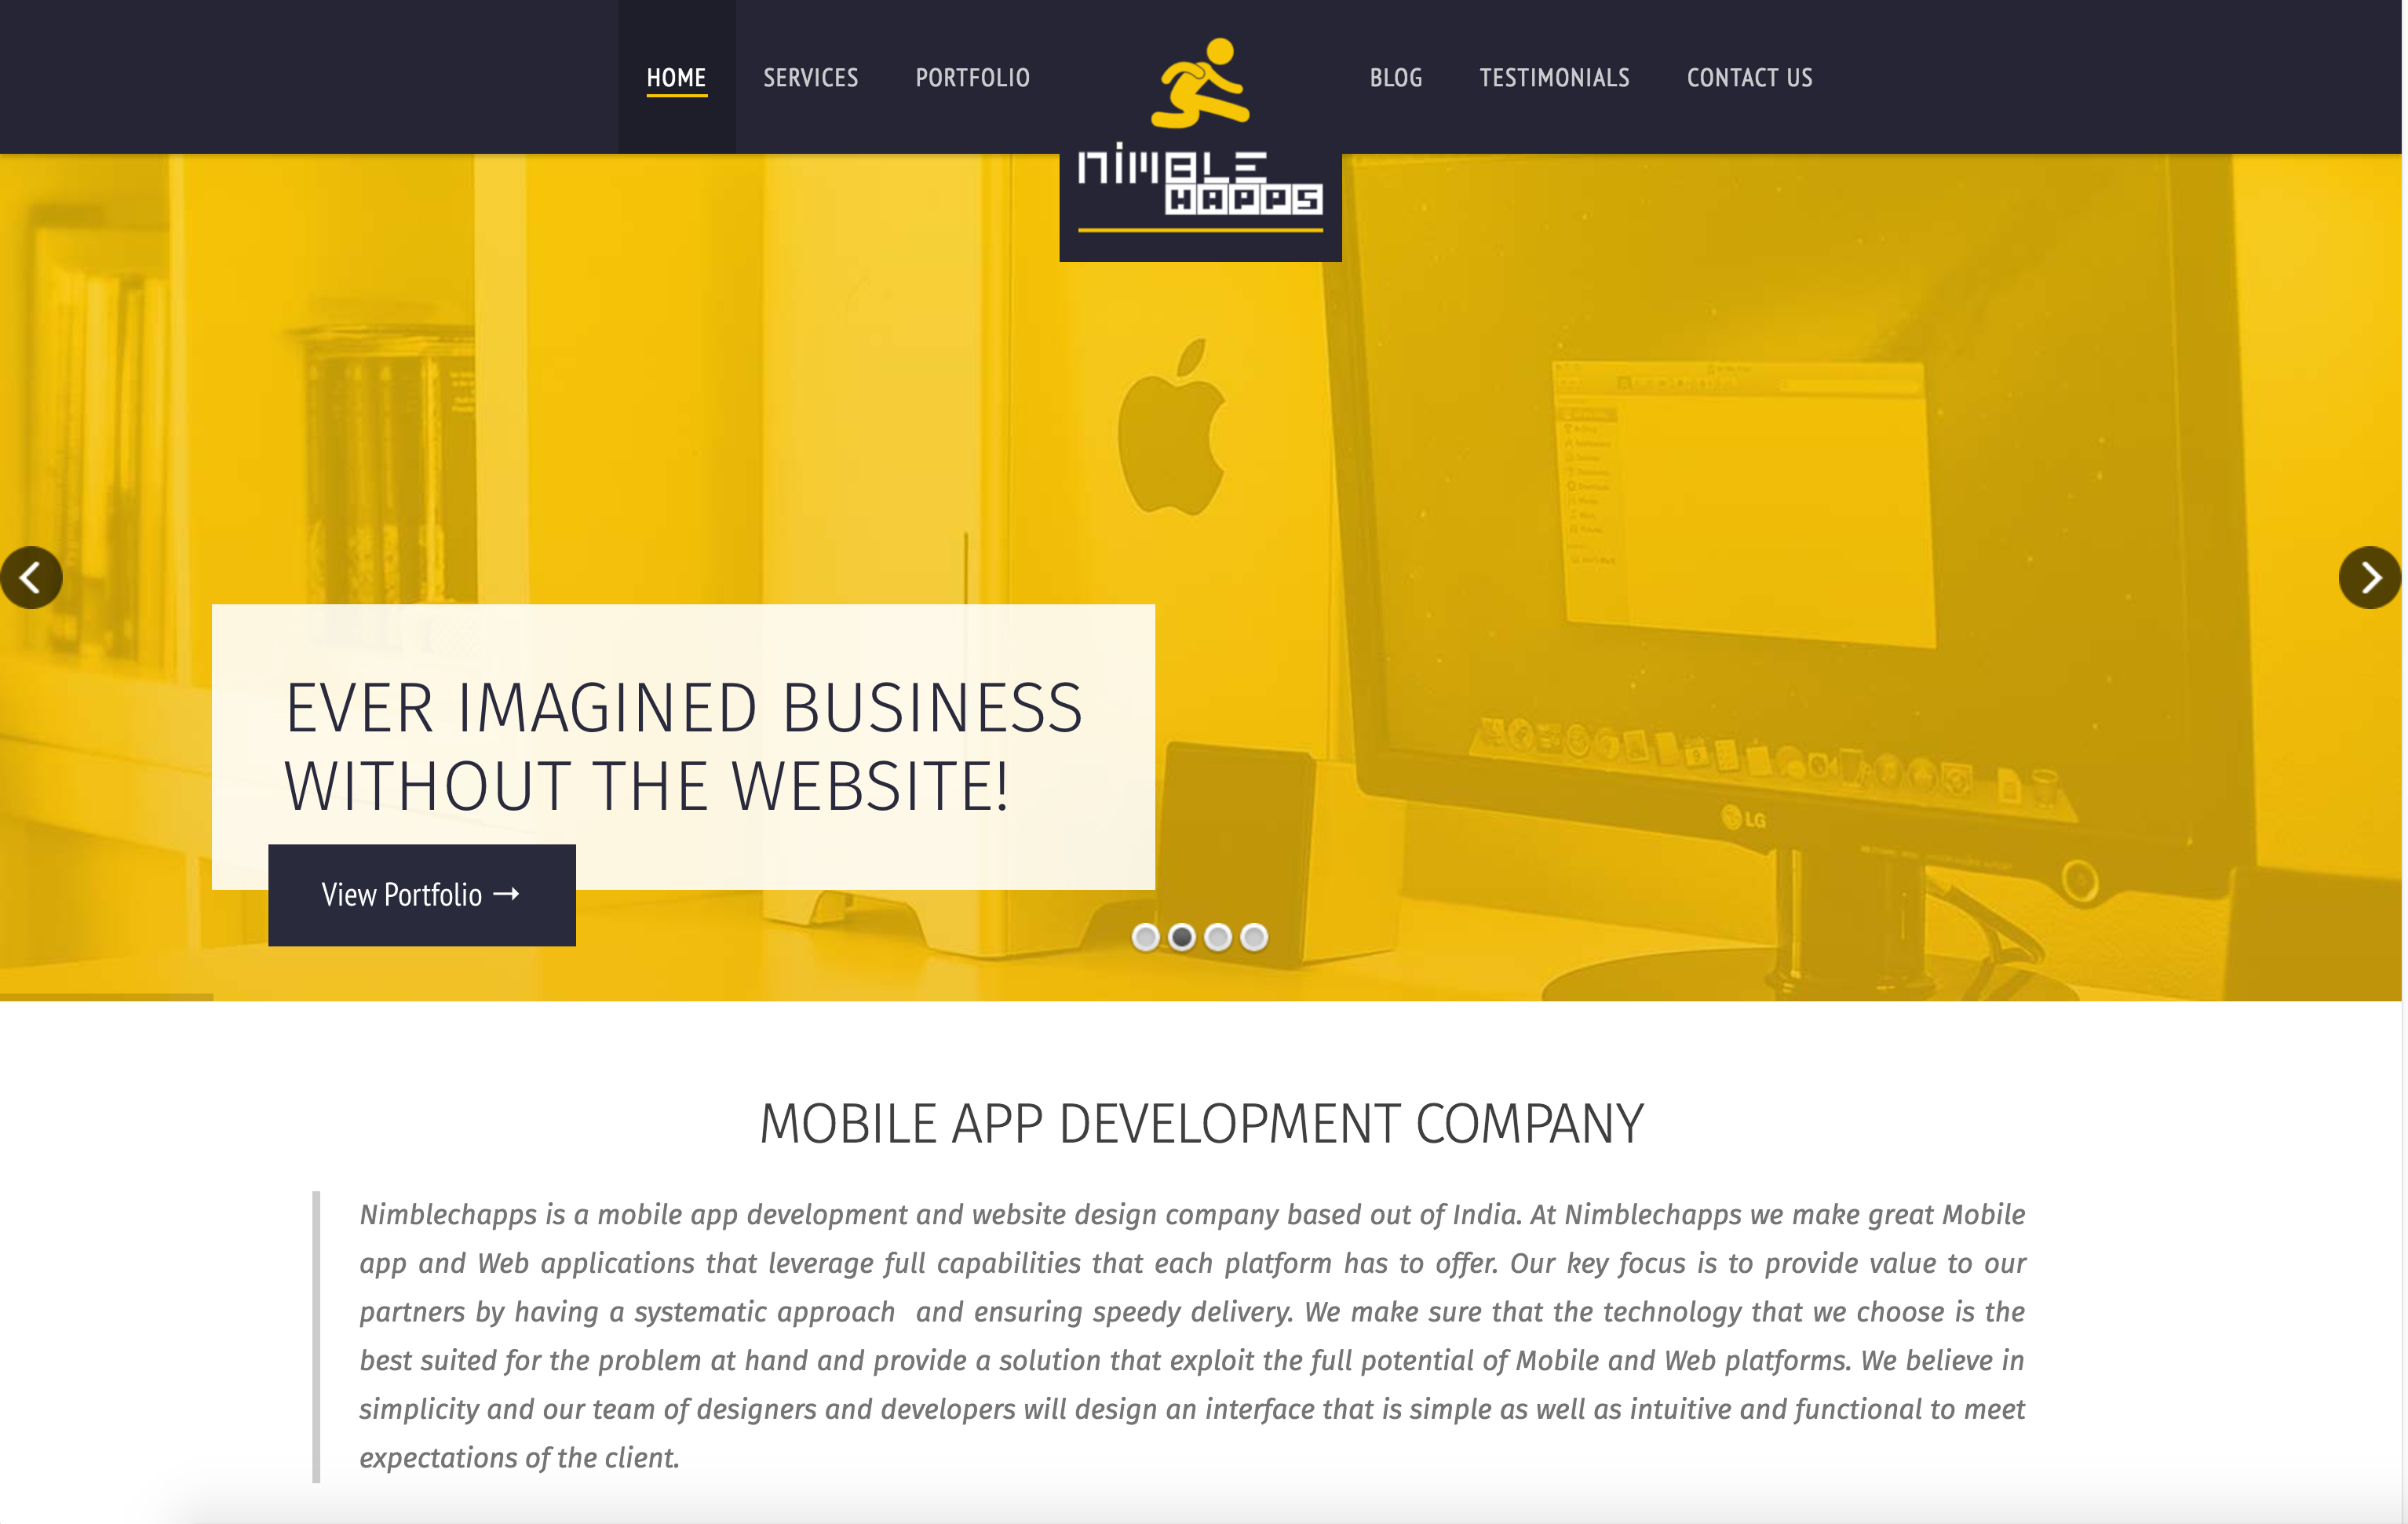 HOME SERVICES PORTFOLIO BLOG TESTIMONIALS CONTACT US
NIMBLE
HAPPS
EVER IMAGINED BUSINESS
WITHOUT THE WEBSITE!
View Portfolio →
LG
MOBILE APP DEVELOPMENT COMPANY
Nimblechapps is a mobile app development and website design company based out of India. At Nimblechapps we make great Mobile
app and Web applications that leverage full capabilities that each platform has to offer. Our key focus is to provide value to our
partners by having a systematic approach  and ensuring speedy delivery. We make sure that the technology that we choose is the
best suited for the problem at hand and provide a solution that exploit the full potential of Mobile and Web platforms. We believe in
simplicity and our team of designers and developers will design an interface that is simple as well as intuitive and functional to meet
expectations of the client.